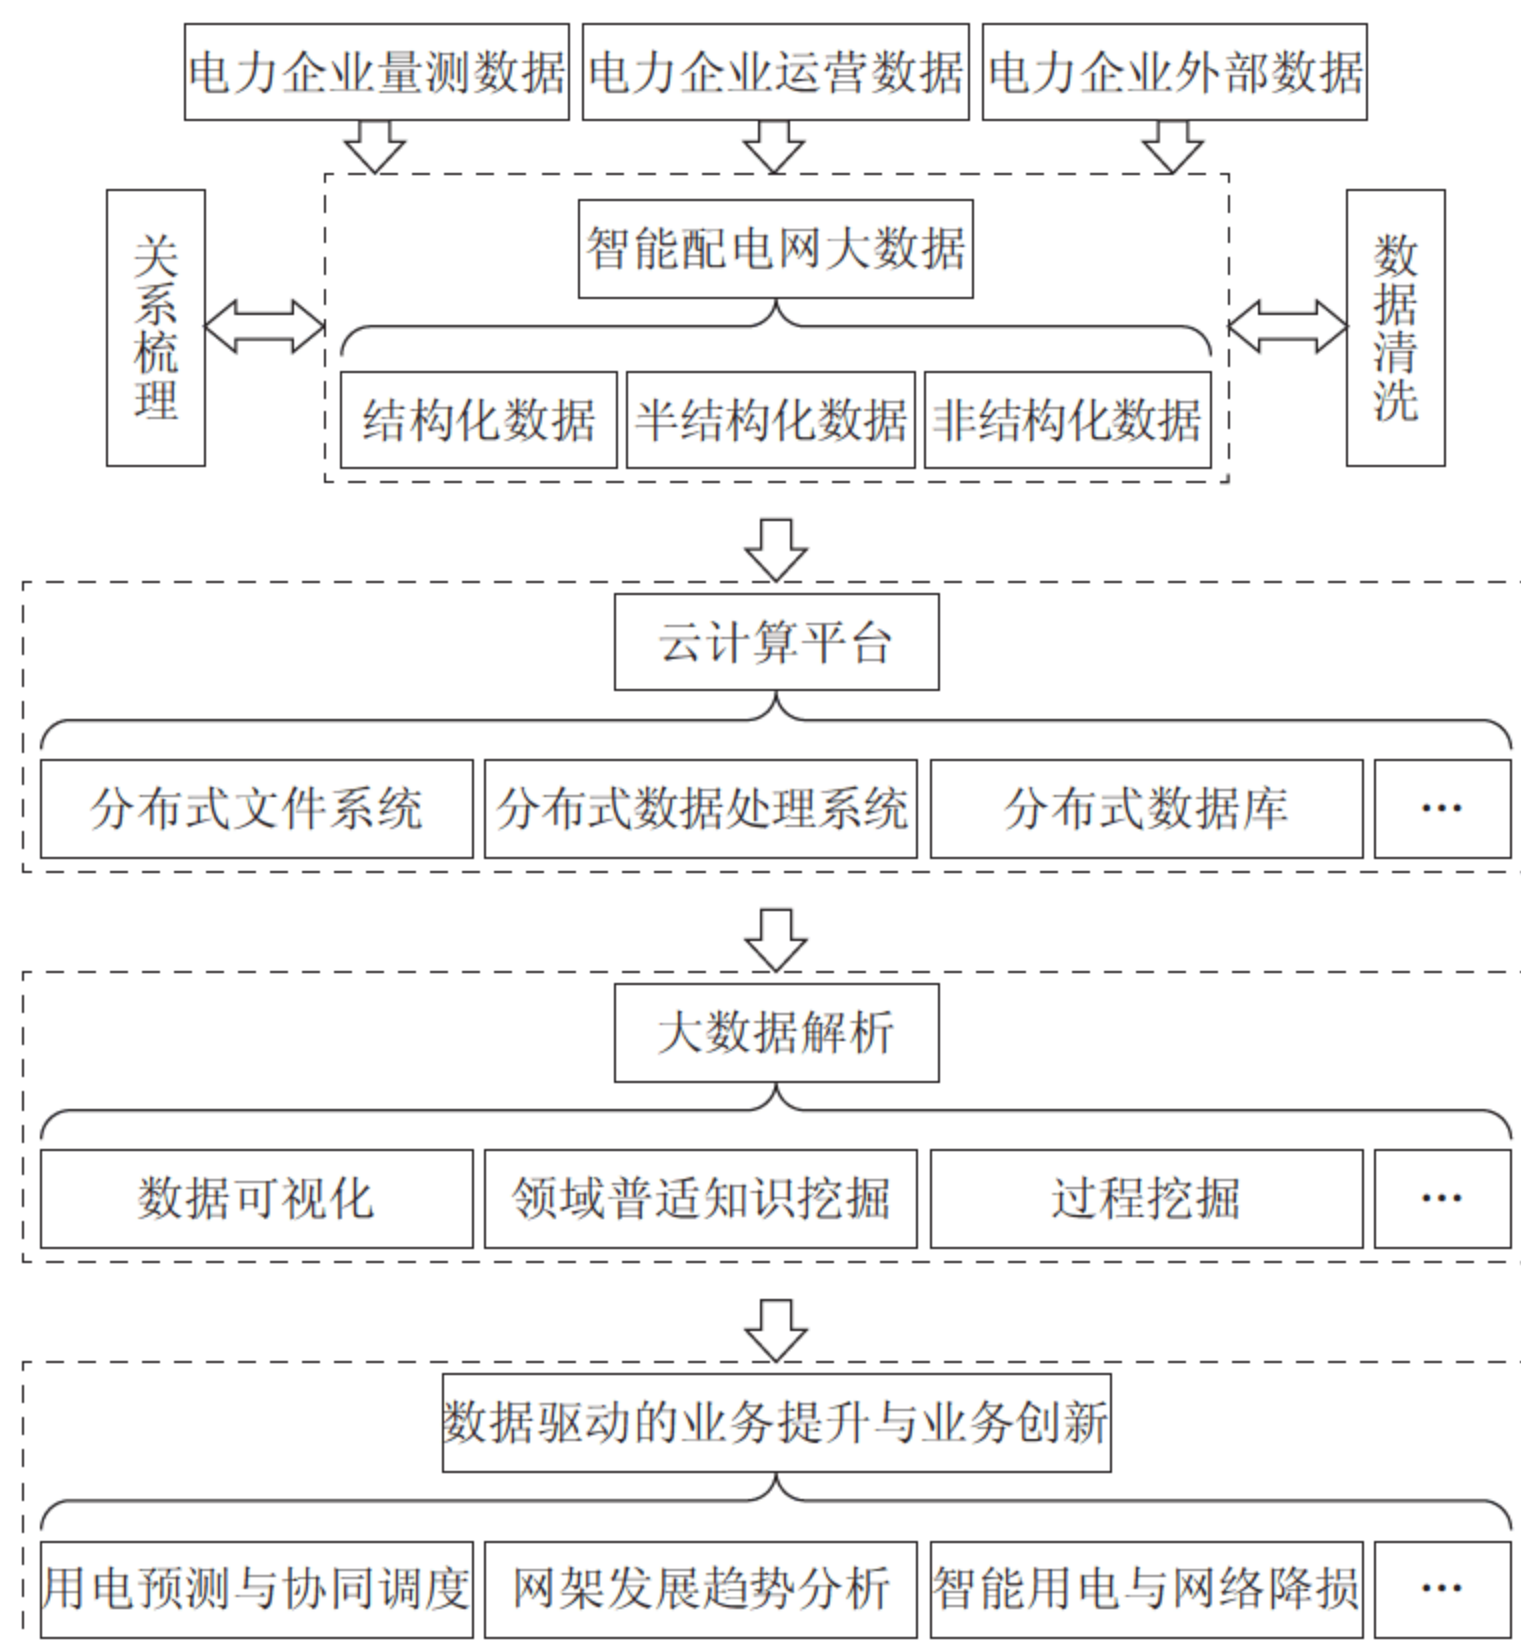 电力企业量测数据
电力企业运营数据
电力企业外部数据
关系梳理
智能配电网大数据
结构化数据
半结构化数据
非结构化数据
数据清洗
云计算平台
分布式文件系统
分布式数据处理系统
分布式数据库
…
大数据解析
数据可视化
领域普适知识挖掘
过程挖掘
…
数据驱动的业务提升与业务创新
用电预测与协同调度
网架发展趋势分析
智能用电与网络降损
…